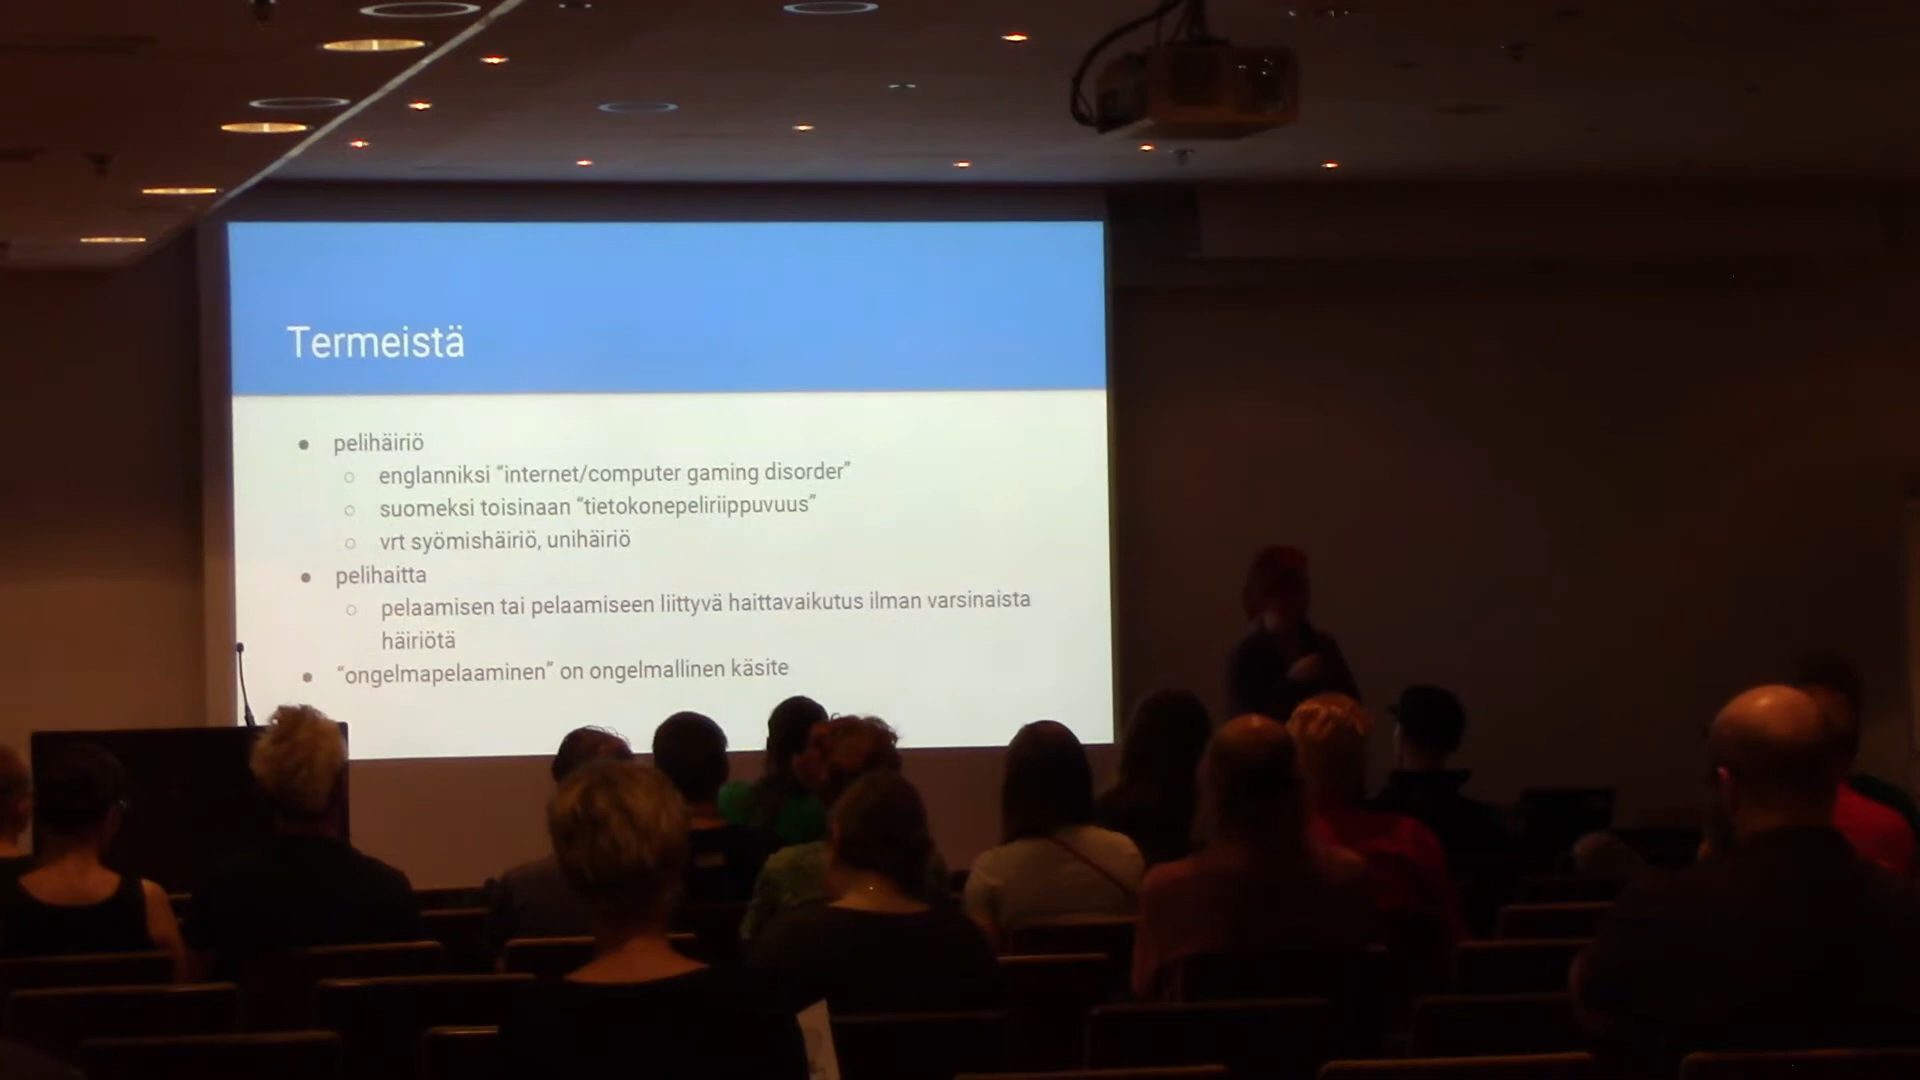 Termeistä
pelihäiriö
englanniksi “internet/computer gaming disorder”
suomeksi toisinaan “tietokonepeliriippuvuus”
vrt syömishäiriö, unihäiriö
pelihaitta
pelaamisen tai pelaamiseen liittyvä haittavaikutus ilman varsinaista
häiriötä
“ongelmapelaaminen” on ongelmallinen käsite